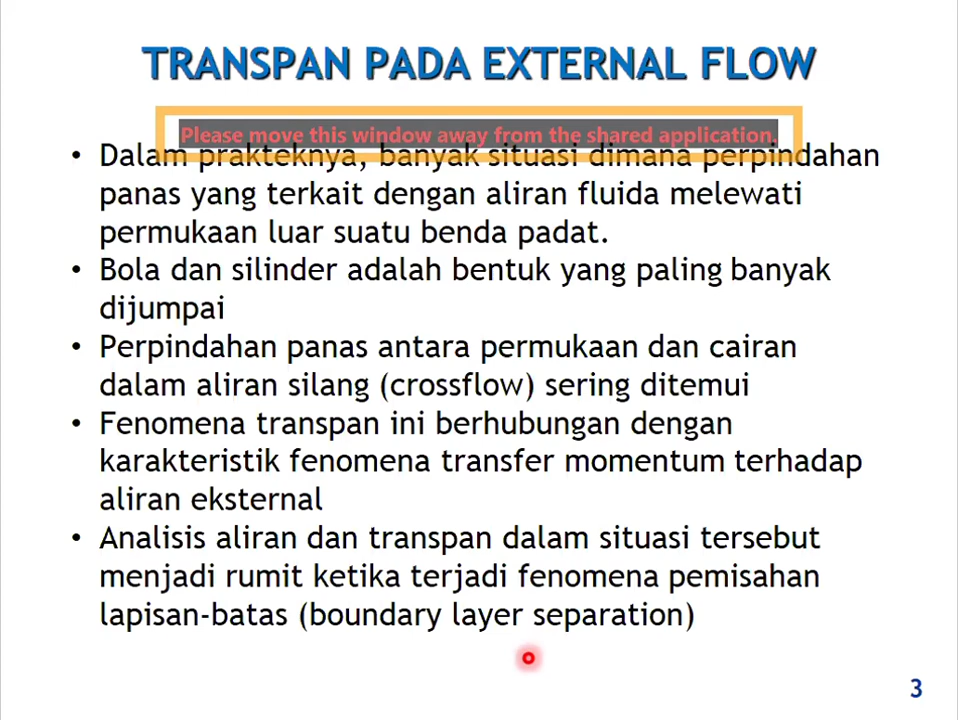 TRANSPAN PADA EXTERNAL FLOW
Please move this window away from the shared application.
• Dalam prakteknya, banyak situasi dimana perpindahan
panas yang terkait dengan aliran fluida melewati
permukaan luar suatu benda padat.
• Bola dan silinder adalah bentuk yang paling banyak
dijumpai
• Perpindahan panas antara permukaan dan cairan
dalam aliran silang (crossflow) sering ditemui
• Fenomena transpan ini berhubungan dengan
karakteristik fenomena transfer momentum terhadap
aliran eksternal
• Analisis aliran dan transpan dalam situasi tersebut
menjadi rumit ketika terjadi fenomena pemisahan
lapisan-batas (boundary layer separation)
3